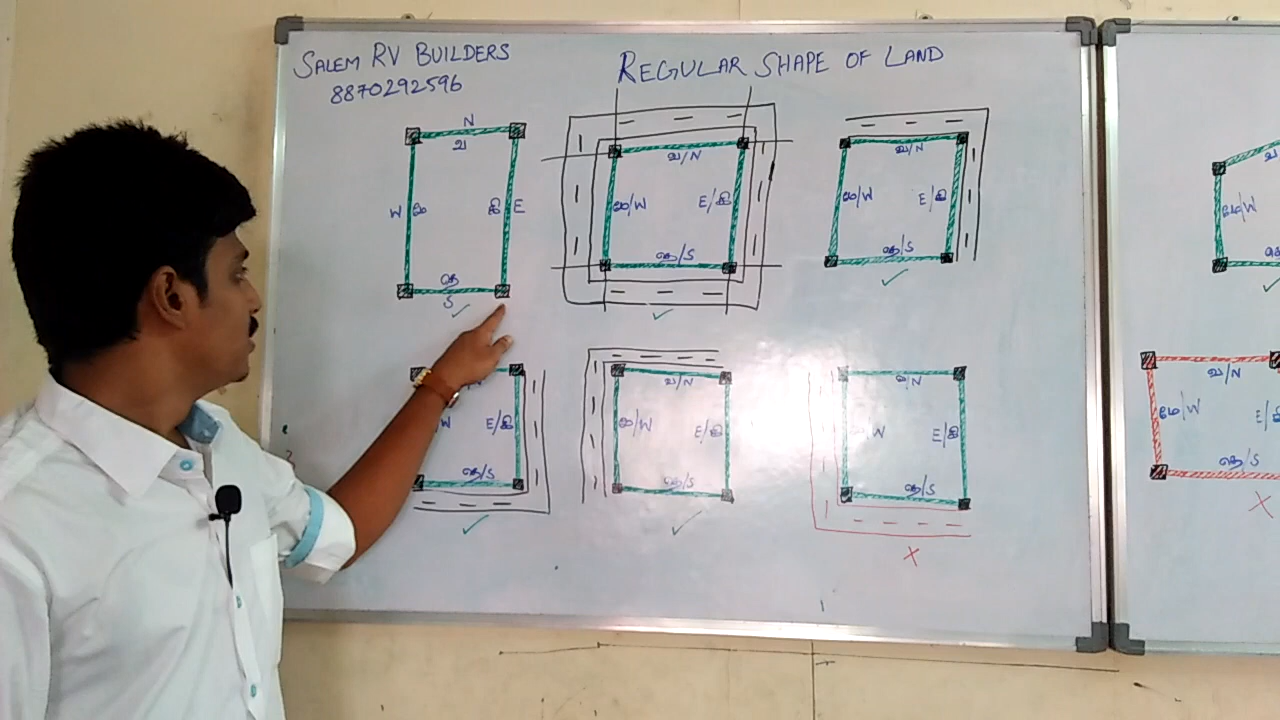 SALEM RV BUILDERS
8870292596
REGULAR SHAPE OF LAND
N
வ
W மே
கி E
தெ
S
வ/N
மே/W
E/கி
தெ/S
வ/N
மே/W
E/கி
தெ/S
N
W
E/கி
தெ/S
வ/N
மே/W
E/கி
தெ/S
வ/N
W
E/கி
தெ/S
X
வ
மே/W
வ/N
மே/W
E/
தெ/S
X